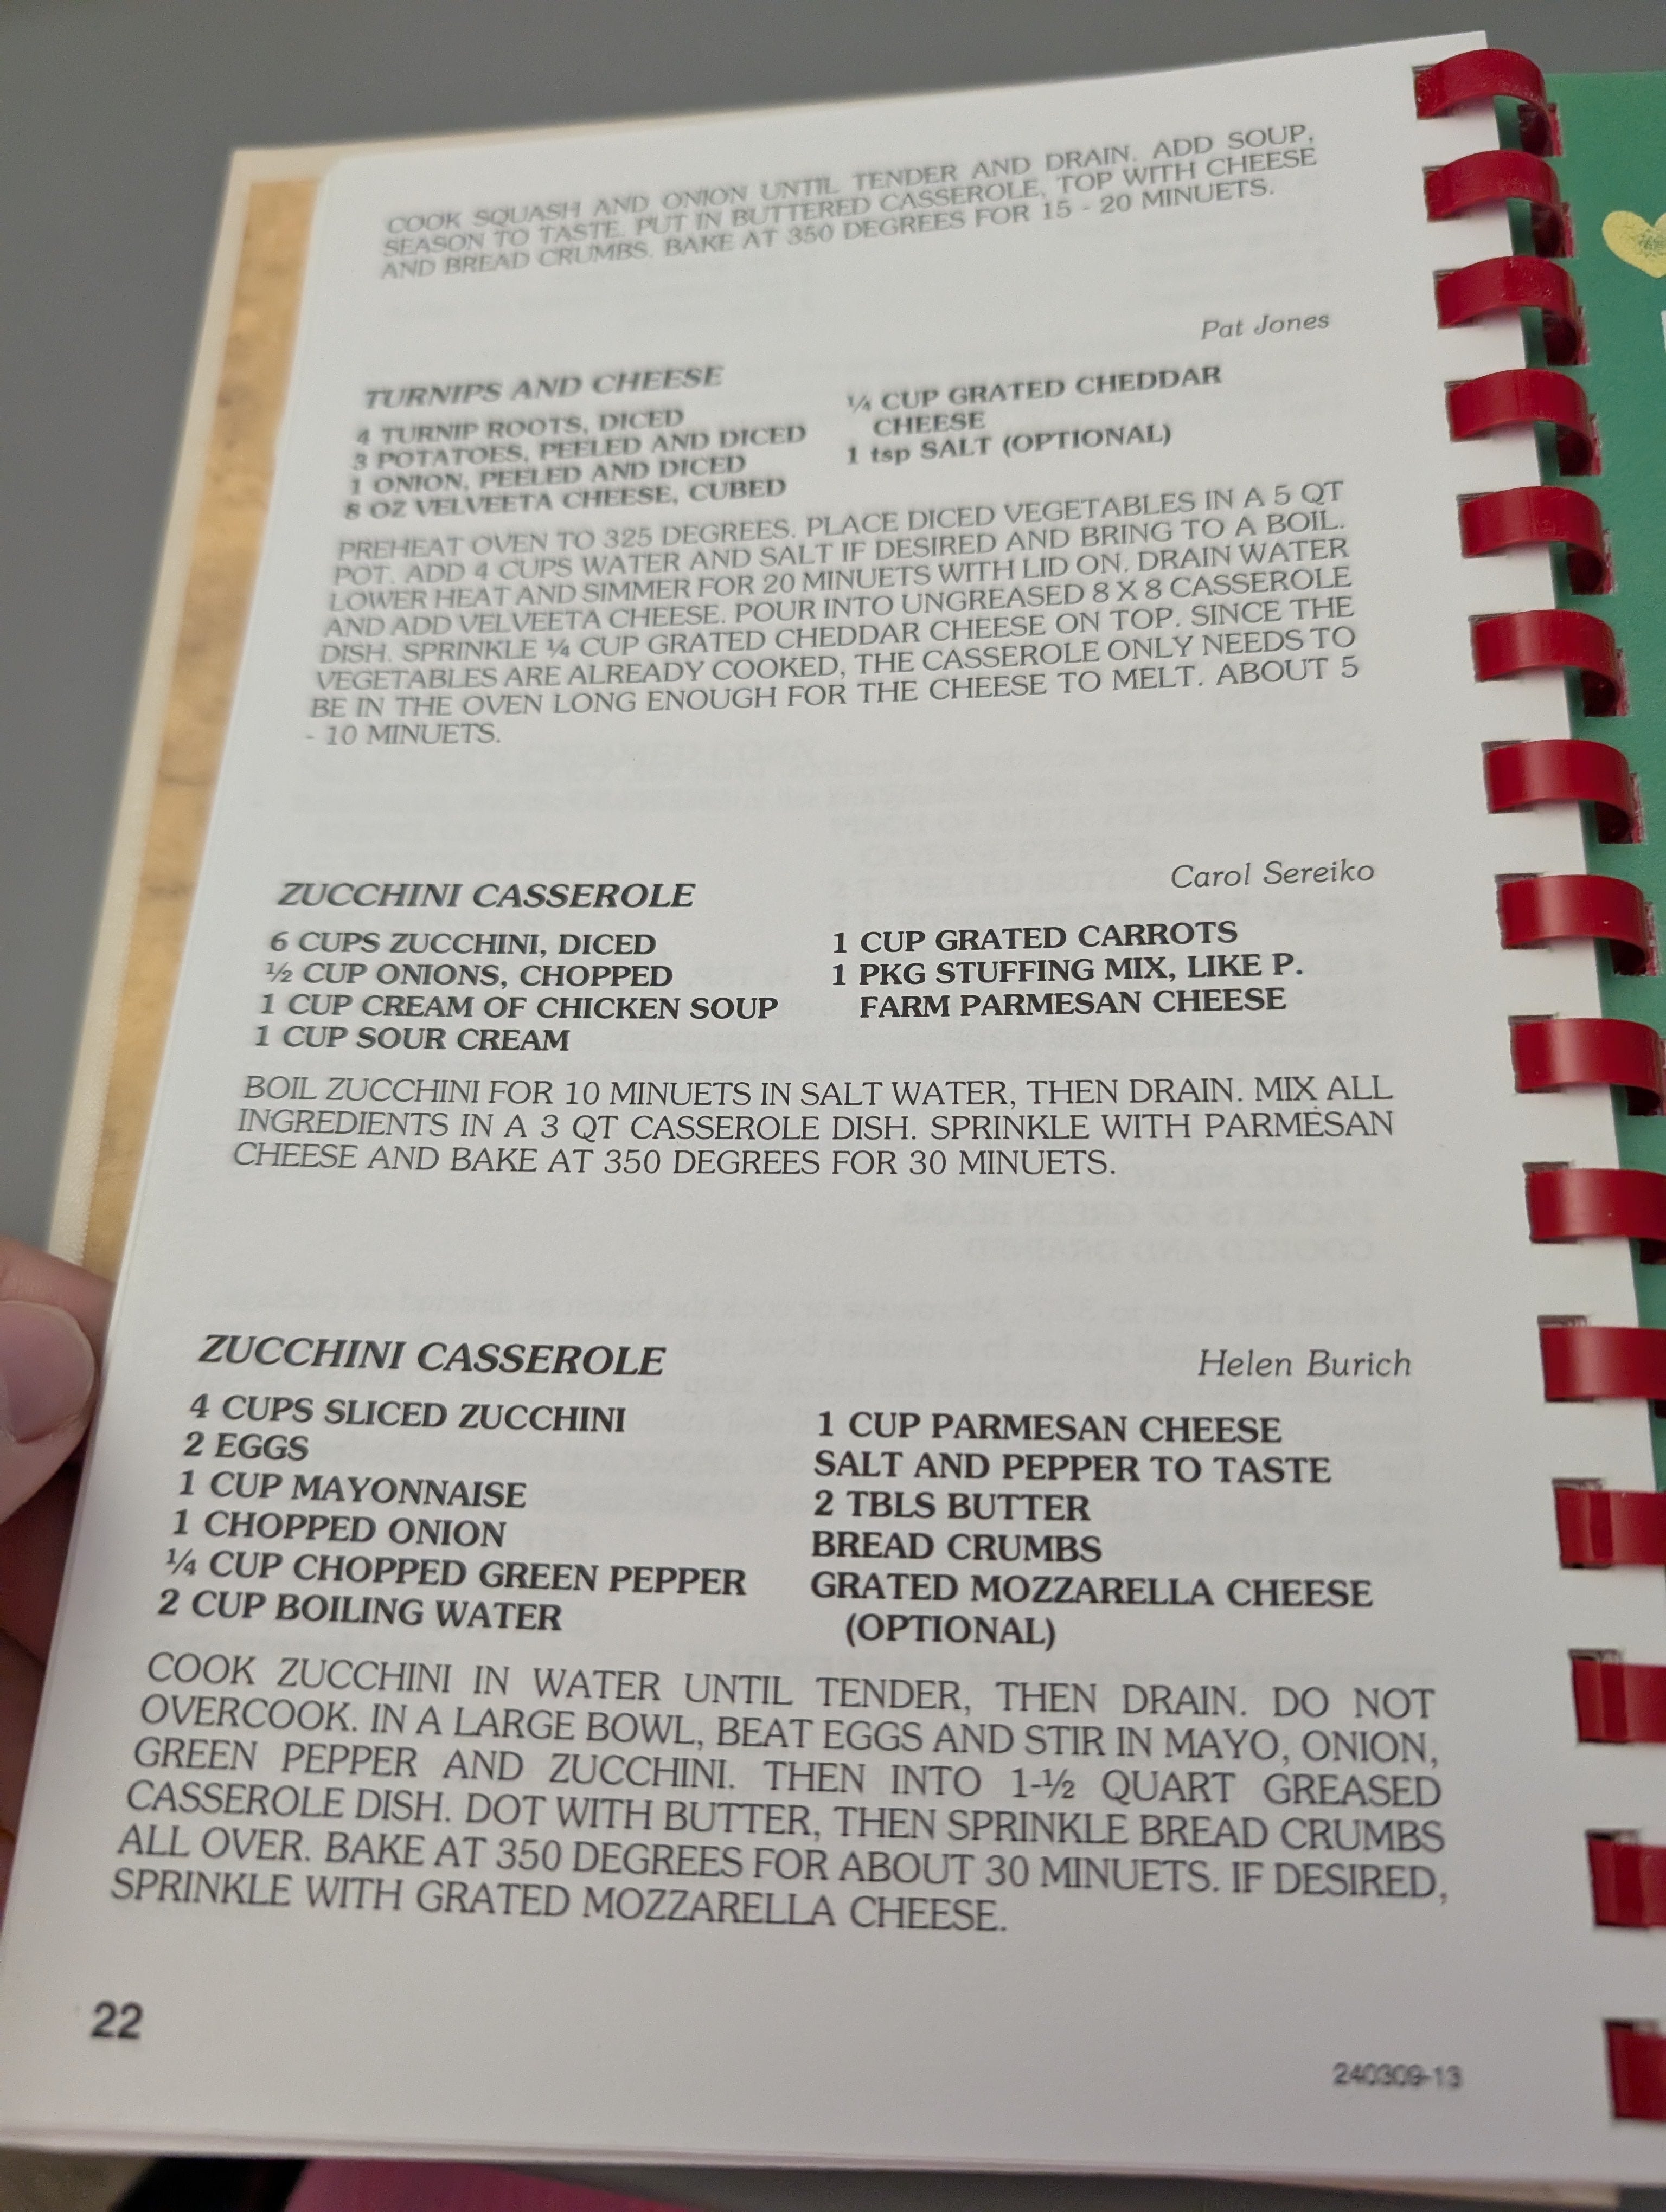 COOK SQUASH AND ONION UNTIL TENDER AND DRAIN. ADD SOUP,
SEASON TO TASTE. PUT IN BUTTERED CASSEROLE, TOP WITH CHEESE
AND BREAD CRUMBS. BAKE AT 350 DEGREES FOR 15 - 20 MINUETS.
Pat Jones
TURNIPS AND CHEESE
4 TURNIP ROOTS, DICED
3 POTATOES, PEELED AND DICED
1 ONION, PEELED AND DICED
8 OZ VELVEETA CHEESE, CUBED
¼ CUP GRATED CHEDDAR
CHEESE
1 tsp SALT (OPTIONAL)
PREHEAT OVEN TO 325 DEGREES. PLACE DICED VEGETABLES IN A 5 QT
POT. ADD 4 CUPS WATER AND SALT IF DESIRED AND BRING TO A BOIL.
LOWER HEAT AND SIMMER FOR 20 MINUETS WITH LID ON. DRAIN WATER
AND ADD VELVEETA CHEESE. POUR INTO UNGREASED 8 X 8 CASSEROLE
DISH. SPRINKLE ¼ CUP GRATED CHEDDAR CHEESE ON TOP. SINCE THE
VEGETABLES ARE ALREADY COOKED, THE CASSEROLE ONLY NEEDS TO
BE IN THE OVEN LONG ENOUGH FOR THE CHEESE TO MELT. ABOUT 5
- 10 MINUETS.
Carol Sereiko
ZUCCHINI CASSEROLE
6 CUPS ZUCCHINI, DICED
½ CUP ONIONS, CHOPPED
1 CUP CREAM OF CHICKEN SOUP
1 CUP SOUR CREAM
1 CUP GRATED CARROTS
1 PKG STUFFING MIX, LIKE P.
FARM PARMESAN CHEESE
BOIL ZUCCHINI FOR 10 MINUETS IN SALT WATER, THEN DRAIN. MIX ALL
INGREDIENTS IN A 3 QT CASSEROLE DISH. SPRINKLE WITH PARMESAN
CHEESE AND BAKE AT 350 DEGREES FOR 30 MINUETS.
ZUCCHINI CASSEROLE
Helen Burich
4 CUPS SLICED ZUCCHINI
2 EGGS
1 CUP MAYONNAISE
1 CHOPPED ONION
¼ CUP CHOPPED GREEN PEPPER
2 CUP BOILING WATER
1 CUP PARMESAN CHEESE
SALT AND PEPPER TO TASTE
2 TBLS BUTTER
BREAD CRUMBS
GRATED MOZZARELLA CHEESE
(OPTIONAL)
COOK ZUCCHINI IN WATER UNTIL TENDER, THEN DRAIN. DO NOT
OVERCOOK. IN A LARGE BOWL, BEAT EGGS AND STIR IN MAYO, ONION,
GREEN PEPPER AND ZUCCHINI. THEN INTO 1-½ QUART GREASED
CASSEROLE DISH. DOT WITH BUTTER, THEN SPRINKLE BREAD CRUMBS
ALL OVER. BAKE AT 350 DEGREES FOR ABOUT 30 MINUETS. IF DESIRED,
SPRINKLE WITH GRATED MOZZARELLA CHEESE.
22
240309-13